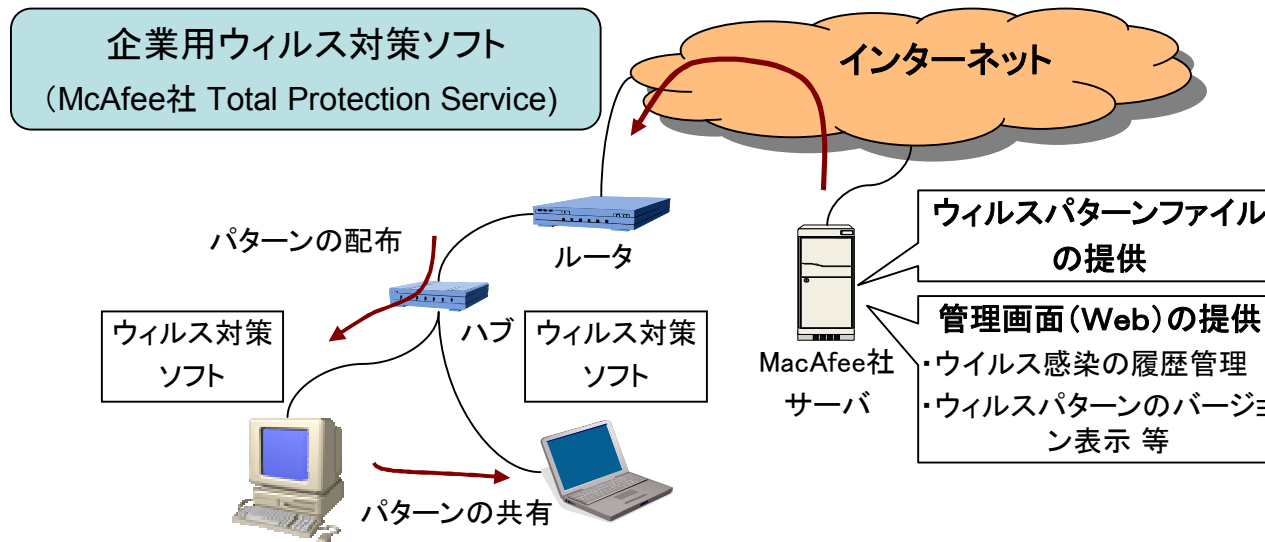 企業用ウィルス対策ソフト
（McAfee社 Total Protection Service)
インターネット
ウィルスパターンファイル
の提供
パターンの配布
ルータ
管理画面（Web）の提供
・ウイルス感染の履歴管理
・ウィルスパターンのバージョ
ン表示 等
ウィルス対策
ソフト
ハブ
ウィルス対策
ソフト
MacAfee社
サーバ
パターンの共有